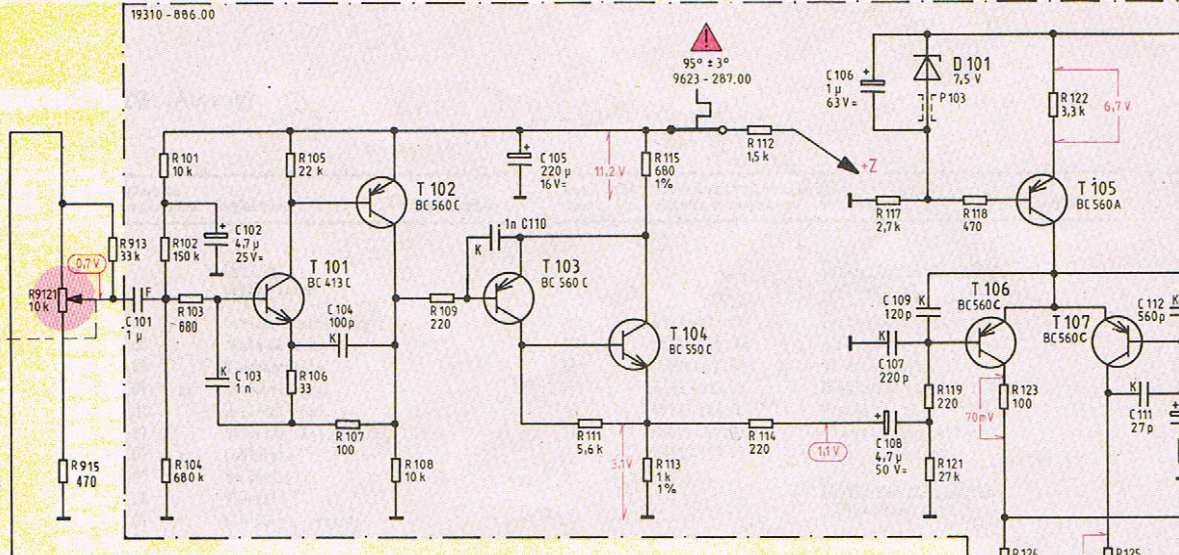 19310 - 886.00
95° ± 3°
9623 - 287.00
C 106
1 µ
63 V=
D 101
7,5 V
P103
R 122
3,3 k
6,7 V
R 101
10 k
R 105
22 k
T 102
BC 560 C
C 105
220 µ
16 V=
11,2 V
R 115
680
1%
R 112
1,5 k
+Z
R 117
2,7 k
R 118
470
T 105
BC 560 A
R 913
33 k
R 102
150 k
C 102
4,7 µ
25 V=
1n C110
K
0,7 V
R9121
10 k
F
C 101
1 µ
R 103
680
T 101
BC 413 C
C 104
100 p
K
R 109
220
T 103
BC 560 C
T 104
BC 550 C
C 109
120 p
K
T 106
BC 560 C
T 107
BC 560 C
C 112
560 p
K
K
C 107
220 p
K
C 103
1 n
R 106
33
R 107
100
R 111
5,6 k
R 114
220
1,1 V
C 108
4,7 µ
50 V=
R 119
220
70 mV
R 123
100
K
C 111
27 p
R 915
470
R 104
680 k
R 108
10 k
3,1 V
R 113
1 k
1%
R 121
27 k
R 124
R 125